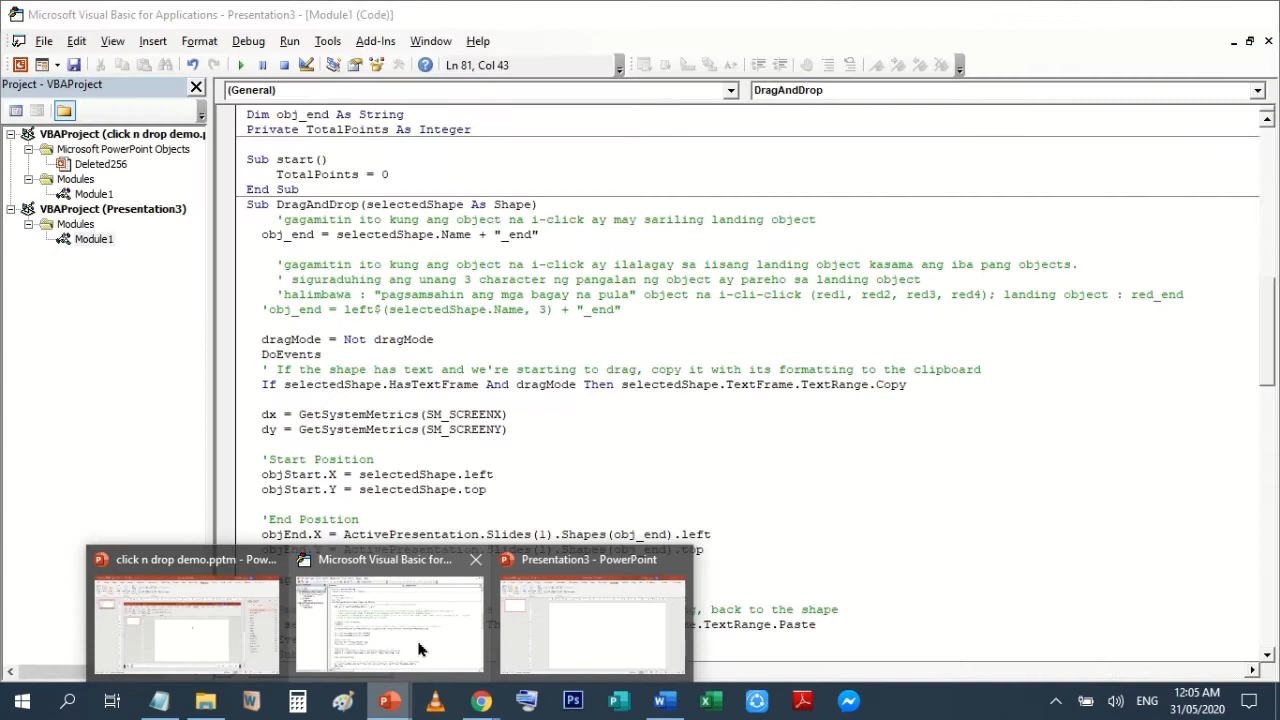 Microsoft Visual Basic for Applications - Presentation3 - [Module1 (Code)]
File Edit View Insert Format Debug Run Tools Add-Ins Window Help
Ln 81, Col 43
Project - VBAProject
(General) DragAndDrop
VBAProject (click n drop demo.p
Microsoft PowerPoint Objects
Deleted256
Modules
Module1
VBAProject (Presentation3)
Modules
Module1
Dim obj_end As String
Private TotalPoints As Integer
Sub start()
TotalPoints = 0
End Sub
Sub DragAndDrop(selectedShape As Shape)
'gagamitin ito kung ang object na i-click ay may sariling landing object
obj_end = selectedShape.Name + "_end"
'gagamitin ito kung ang object na i-click ay ilalagay sa iisang landing object kasama ang iba pang objects.
' siguraduhing ang unang 3 character ng pangalan ng object ay pareho sa landing object
'halimbawa : "pagsamsahin ang mga bagay na pula" object na i-cli-click (red1, red2, red3, red4); landing object : red_end
'obj_end = left$(selectedShape.Name, 3) + "_end"
dragMode = Not dragMode
DoEvents
' If the shape has text and we're starting to drag, copy it with its formatting to the clipboard
If selectedShape.HasTextFrame And dragMode Then selectedShape.TextFrame.TextRange.Copy
dx = GetSystemMetrics(SM_SCREENX)
dy = GetSystemMetrics(SM_SCREENY)
'Start Position
objStart.X = selectedShape.left
objStart.Y = selectedShape.top
'End Position
objEnd.X = ActivePresentation.Slides(1).Shapes(obj_end).left
, back to the shape
me.TextRange.Paste
click n drop demo.pptm - Pow...
Microsoft Visual Basic for...
Presentation3 - PowerPoint
ENG
12:05 AM
31/05/2020